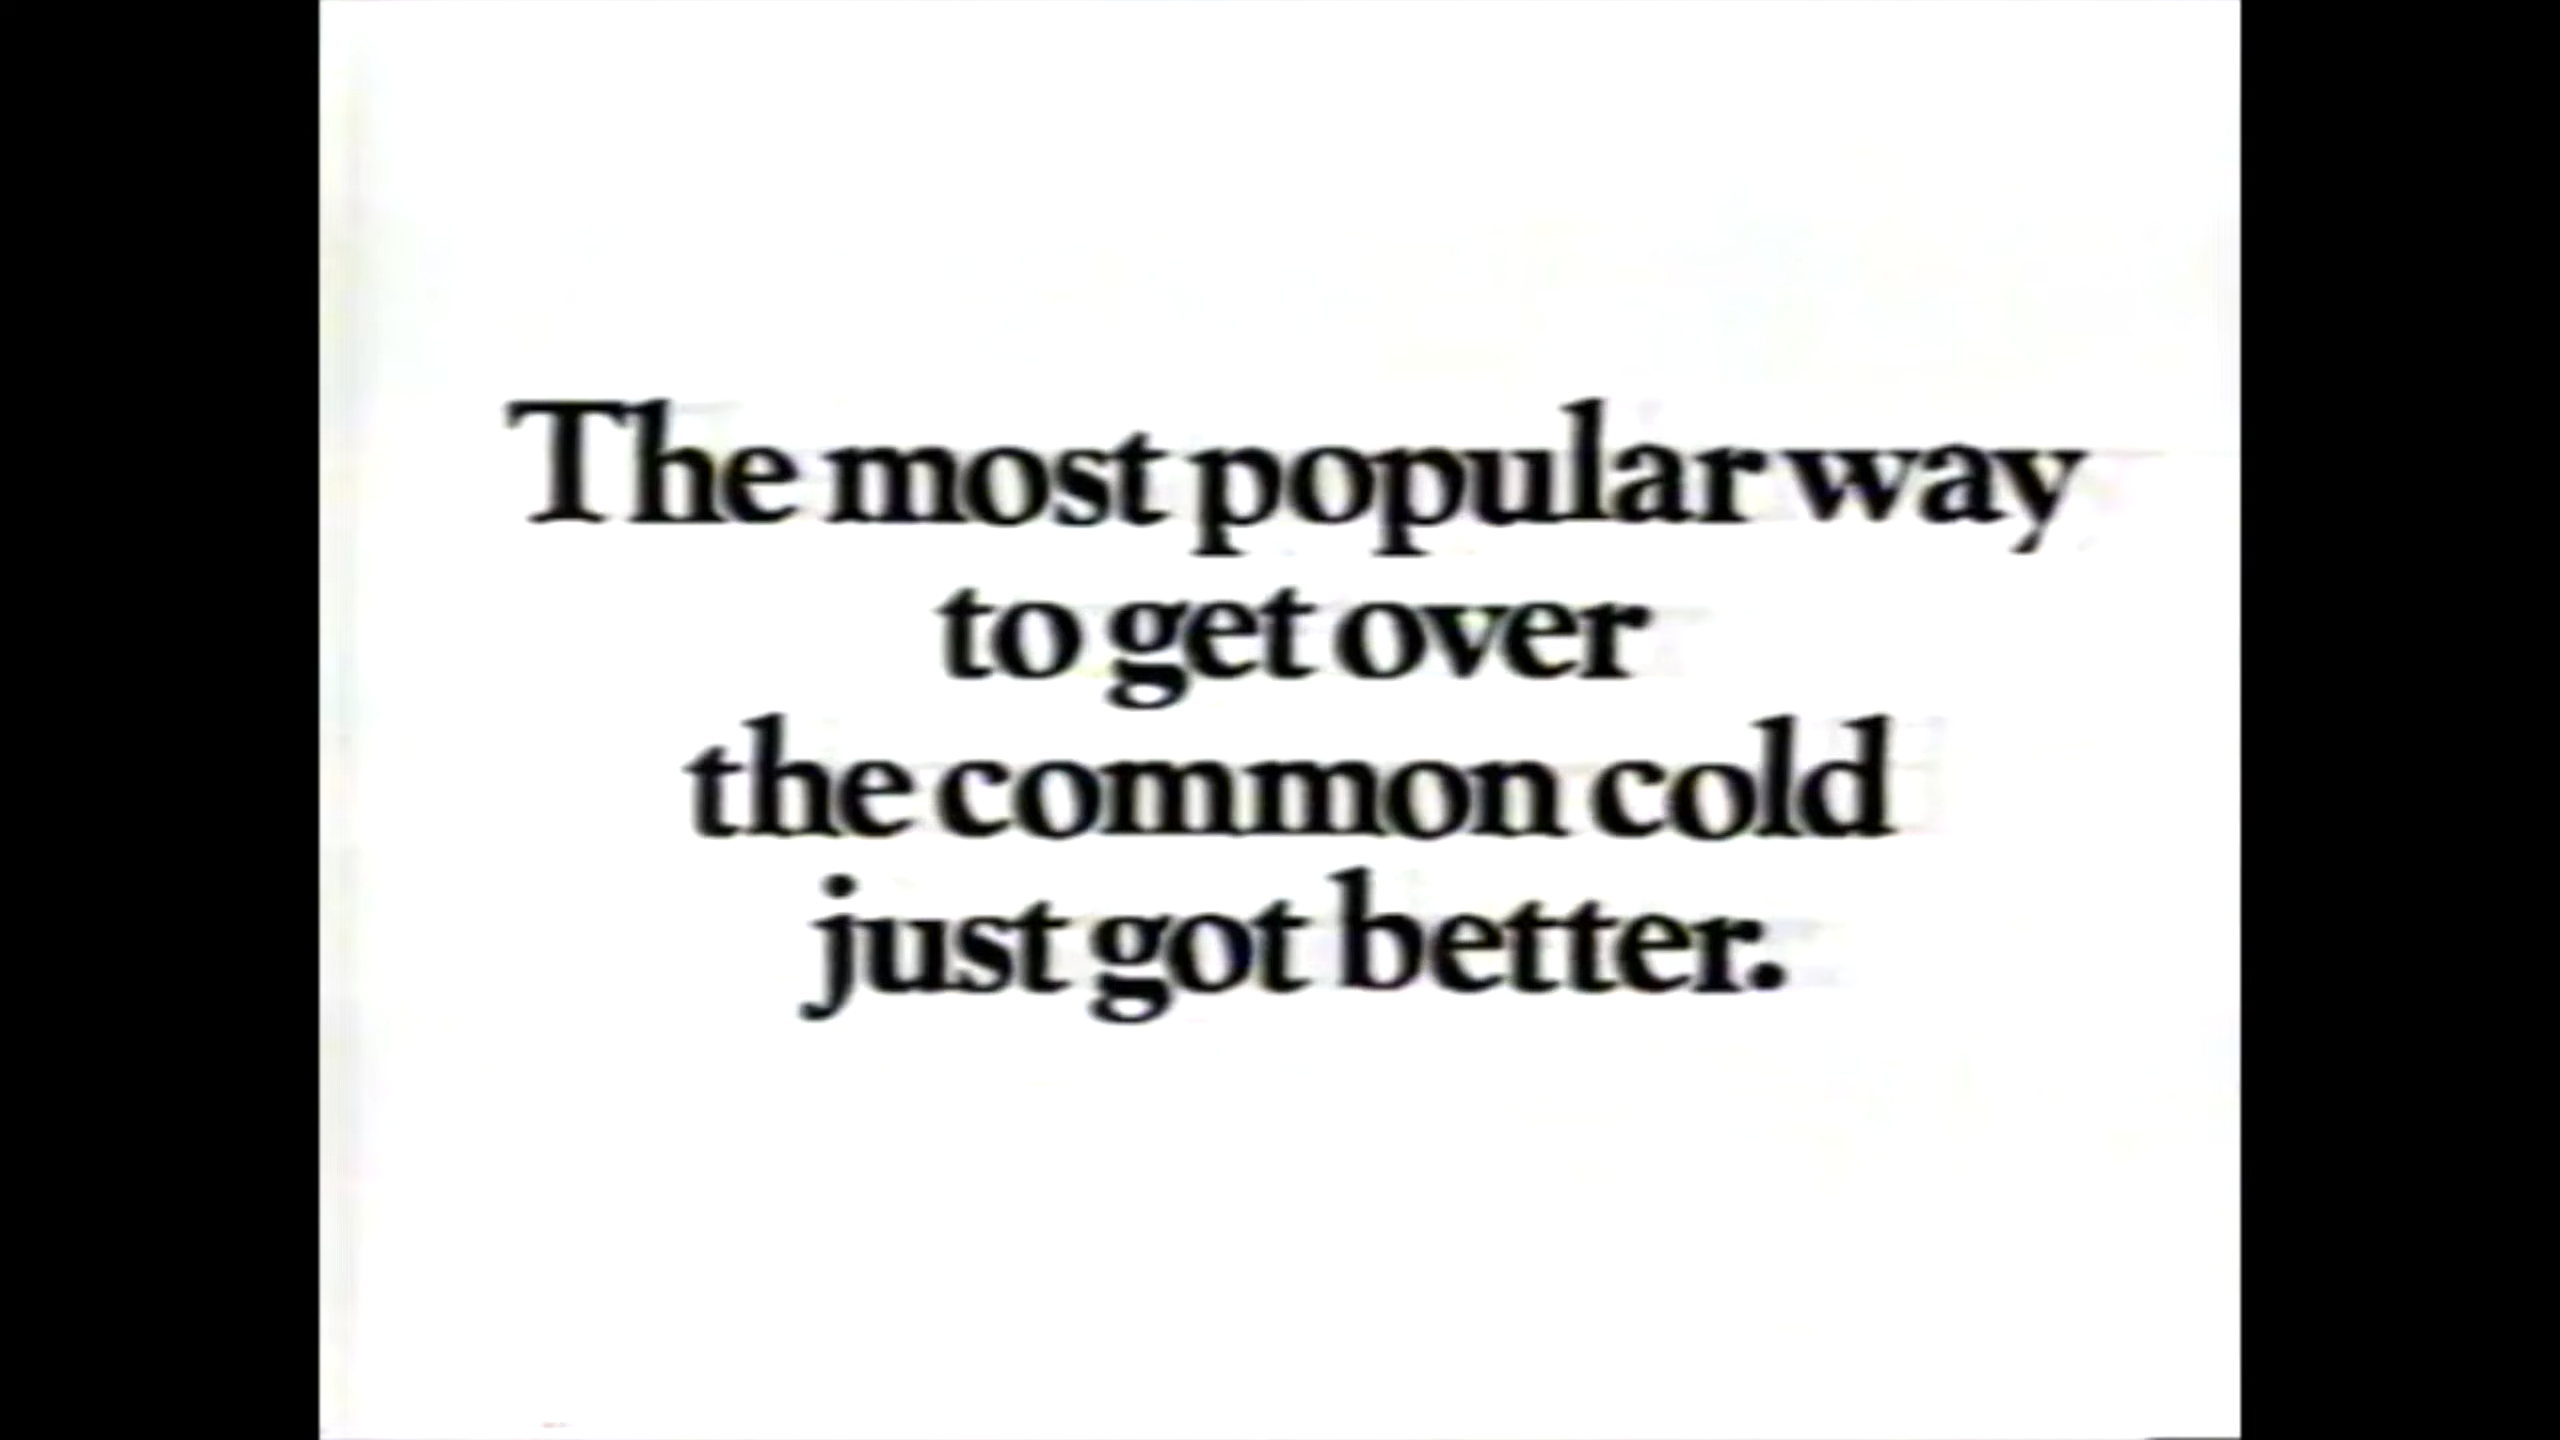 The most popular way
to get over
the common cold
just got better.